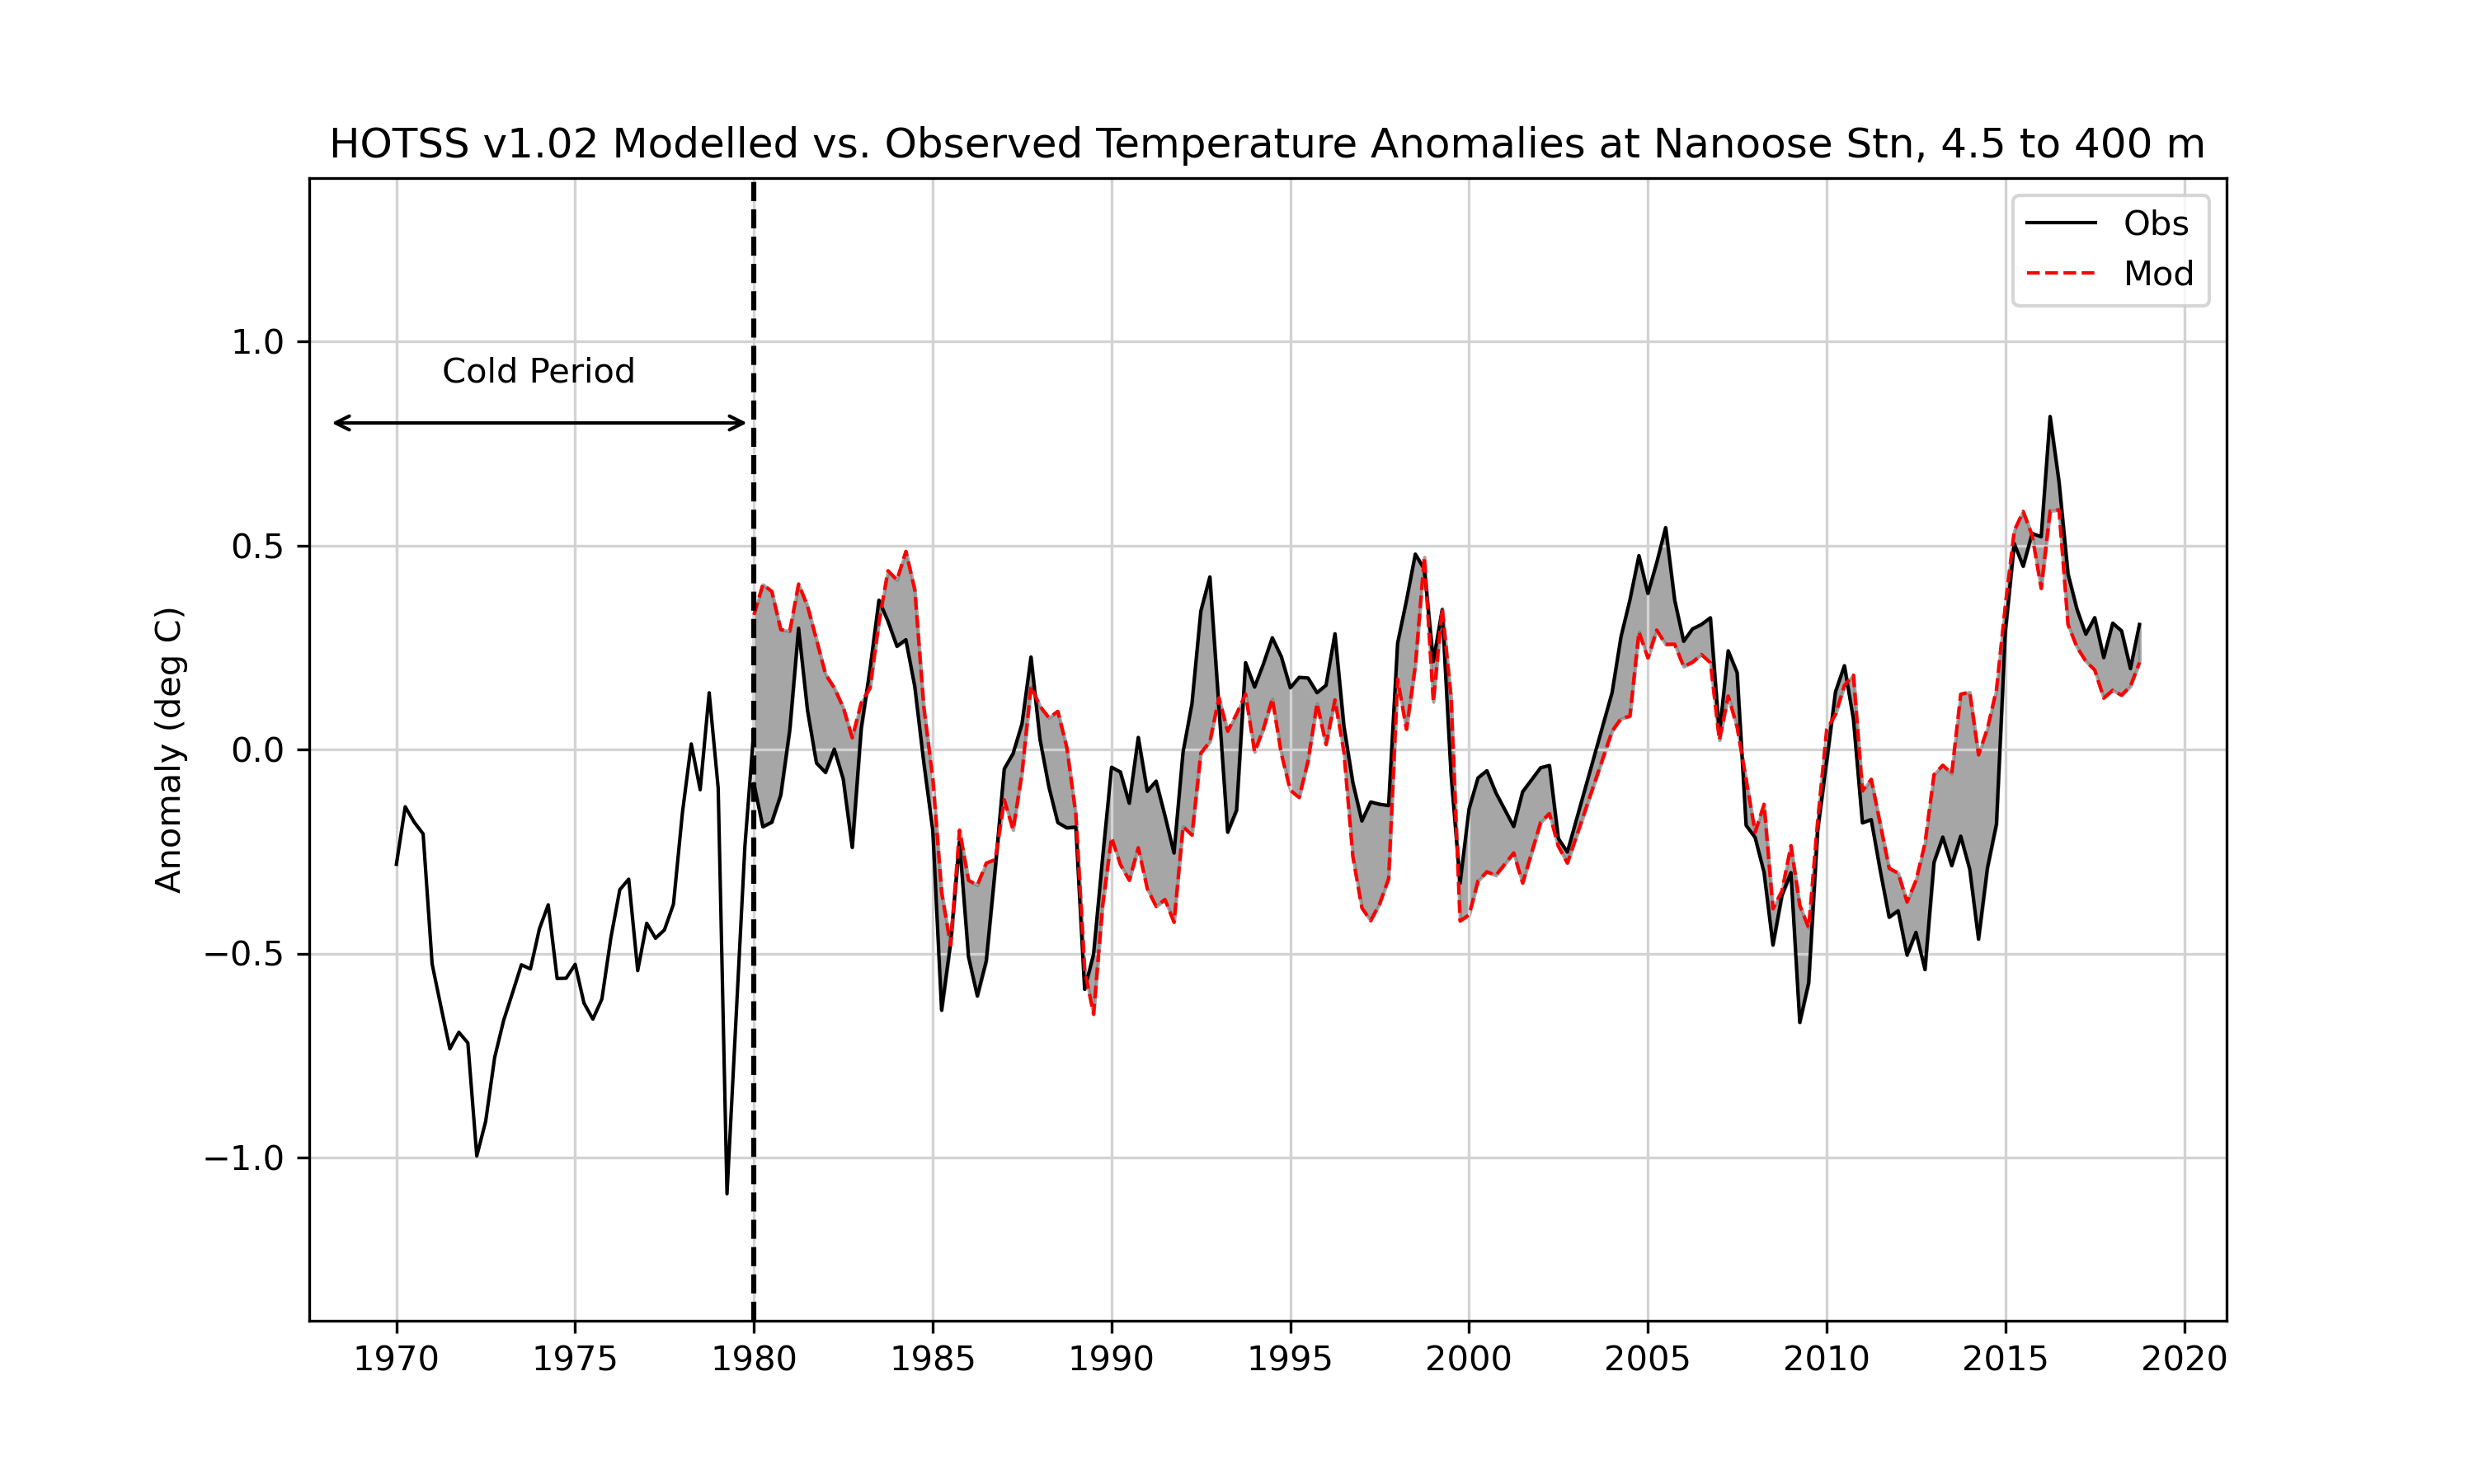 HOTSS v1.02 Modelled vs. Observed Temperature Anomalies at Nanoose Stn, 4.5 to 400 m
Obs
Mod
Cold Period
Anomaly (deg C)
1.0
0.5
0.0
−0.5
−1.0
1970 1975 1980 1985 1990 1995 2000 2005 2010 2015 2020